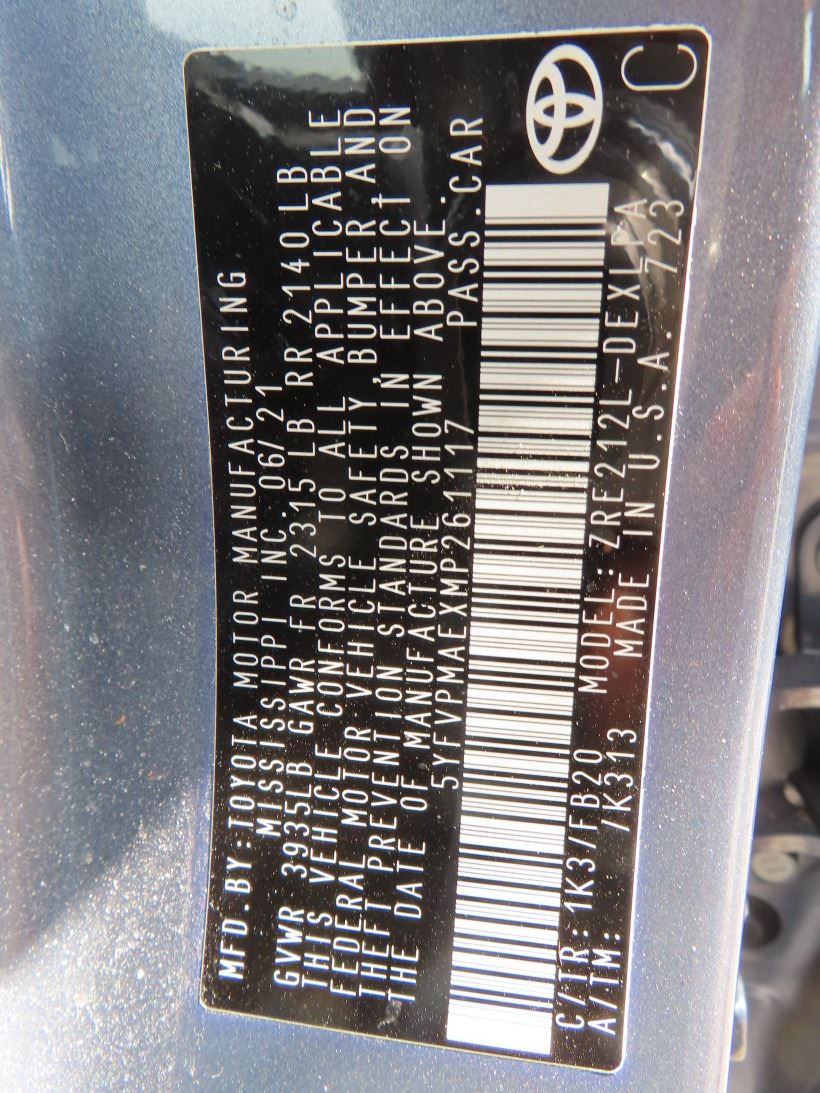 MFD.BY:TOYOTA MOTOR MANUFACTURING
MISSISSIPPI INC.06/21
GVWR 3935LB GAWR FR 2315LB RR 2140LB
THIS VEHICLE CONFORMS TO ALL APPLICABLE
FEDERAL MOTOR VEHICLE SAFETY, BUMPER,AND
THEFT PREVENTION STANDARDS IN EFFECT ON
THE DATE OF MANUFACTURE SHOWN ABOVE.
5YFVPMAEXMP261117 PASS.CAR
C/TR:1K3/FB20 MODEL:ZRE212L-DEXLPA
A/TM: /K313 MADE IN U.S.A. 723
C